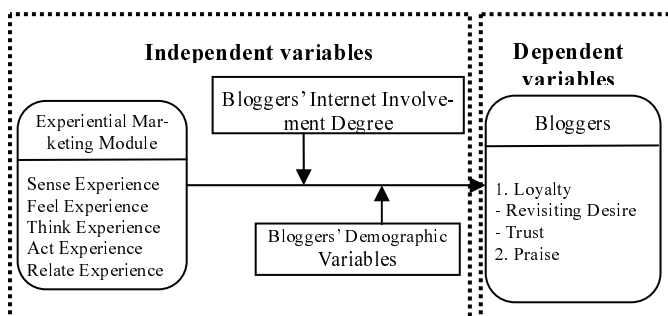 Independent variables
Dependent
variables
Experiential Mar-
keting Module
Sense Experience
Feel Experience
Think Experience
Act Experience
Relate Experience
Bloggers' Internet Involve-
ment Degree
Bloggers' Demographic
Variables
Bloggers
1. Loyalty
- Revisiting Desire
- Trust
2. Praise